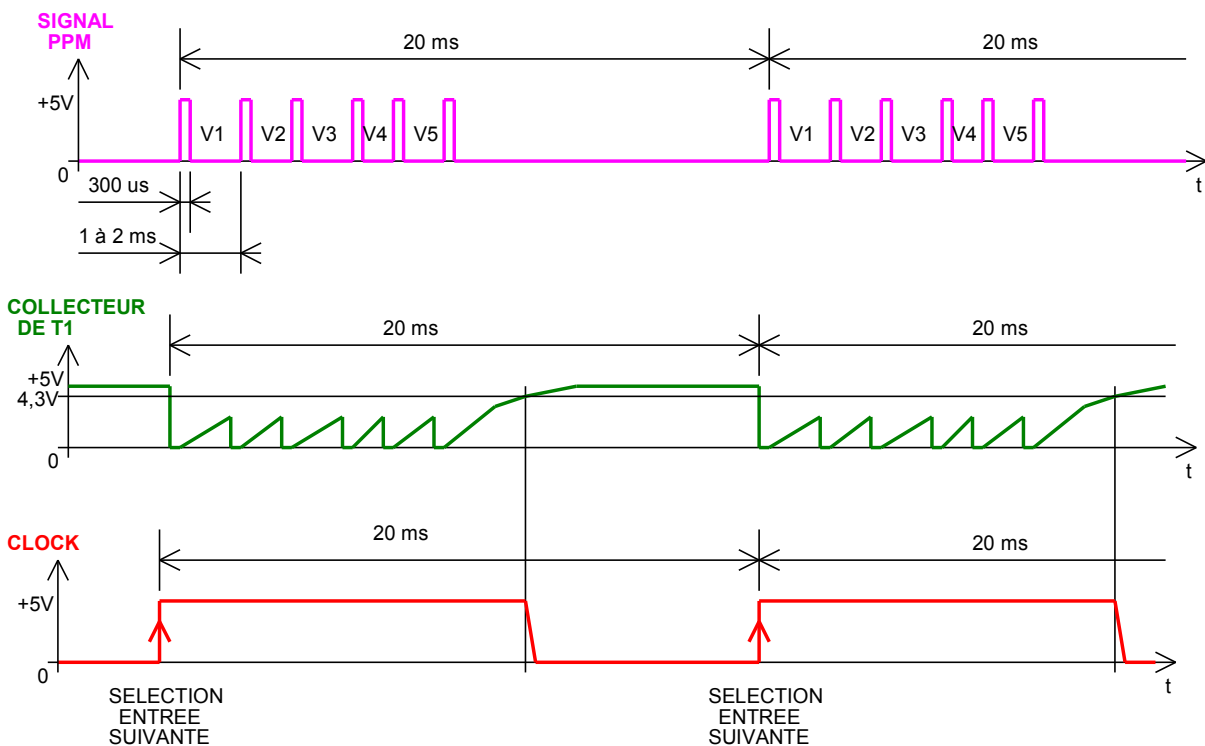 SIGNAL
PPM
20 ms
20 ms
+5V
V1
V2
V3
V4
V5
V1
V2
V3
V4
V5
0
t
300 us
1 à 2 ms
COLLECTEUR
DE T1
20 ms
20 ms
+5V
4,3V
0
t
CLOCK
20 ms
20 ms
+5V
0
t
SELECTION
ENTREE
SUIVANTE
SELECTION
ENTREE
SUIVANTE